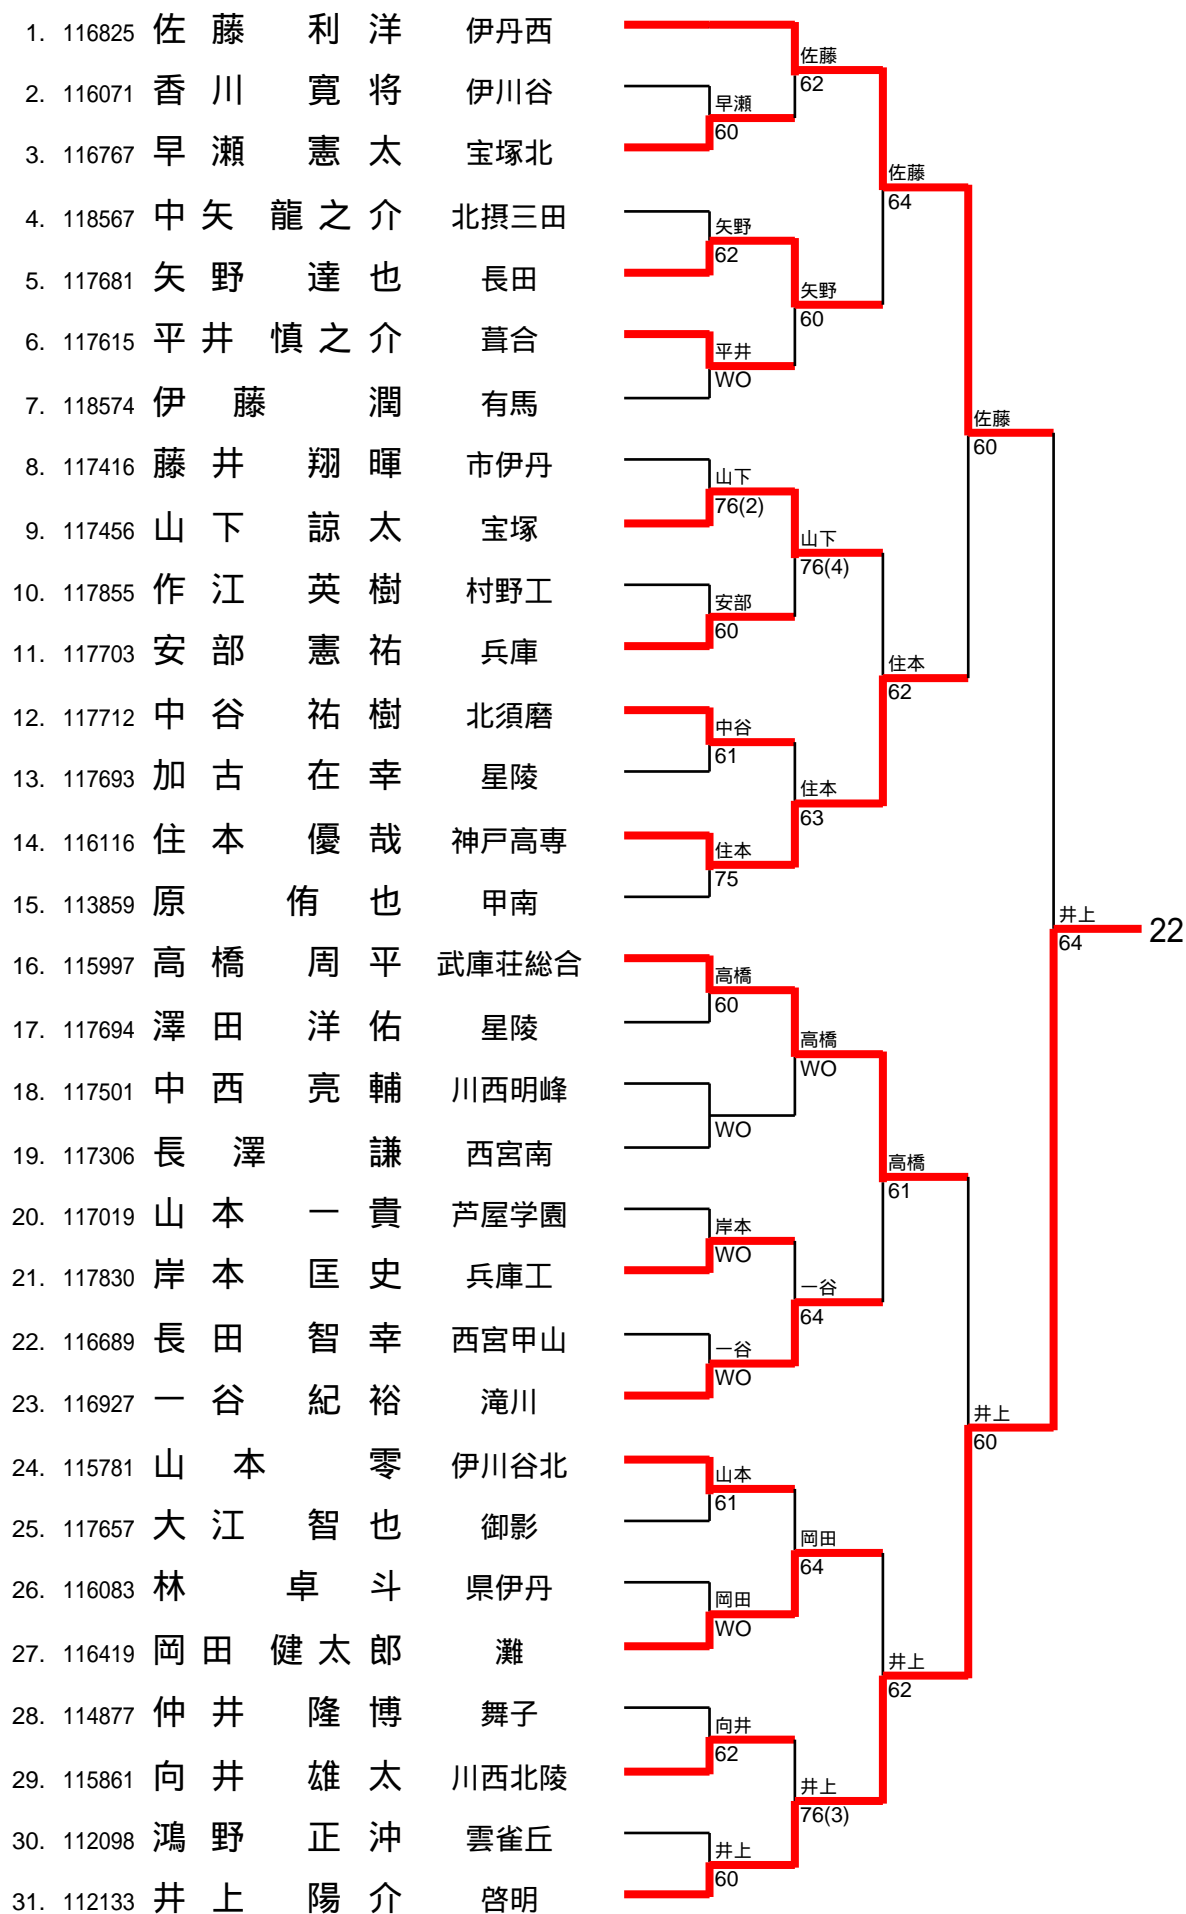 1. 116825 佐藤 利洋 伊丹西
2. 116071 香川 寛将 伊川谷
3. 116767 早瀬 憲太 宝塚北
4. 118567 中矢 龍之介 北摂三田
5. 117681 矢野 達也 長田
6. 117615 平井 慎之介 葺合
7. 118574 伊藤 潤 有馬
8. 117416 藤井 翔暉 市伊丹
9. 117456 山下 諒太 宝塚
10. 117855 作江 英樹 村野工
11. 117703 安部 憲祐 兵庫
12. 117712 中谷 祐樹 北須磨
13. 117693 加古 在幸 星陵
14. 116116 住本 優哉 神戸高専
15. 113859 原 侑也 甲南
16. 115997 高橋 周平 武庫荘総合
17. 117694 澤田 洋佑 星陵
18. 117501 中西 亮輔 川西明峰
19. 117306 長澤 謙 西宮南
20. 117019 山本 一貴 芦屋学園
21. 117830 岸本 匡史 兵庫工
22. 116689 長田 智幸 西宮甲山
23. 116927 一谷 紀裕 滝川
24. 115781 山本 零 伊川谷北
25. 117657 大江 智也 御影
26. 116083 林 卓斗 県伊丹
27. 116419 岡田 健太郎 灘
28. 114877 仲井 隆博 舞子
29. 115861 向井 雄太 川西北陵
30. 112098 鴻野 正沖 雲雀丘
31. 112133 井上 陽介 啓明
早瀬
60
矢野
62
平井
WO
山下
76(2)
安部
60
中谷
61
住本
75
高橋
60
WO
岸本
WO
一谷
WO
山本
61
岡田
WO
向井
62
井上
60
佐藤
62
矢野
60
山下
76(4)
住本
63
高橋
WO
一谷
64
岡田
64
井上
76(3)
佐藤
64
住本
62
高橋
61
井上
62
佐藤
60
井上
60
井上
64
22